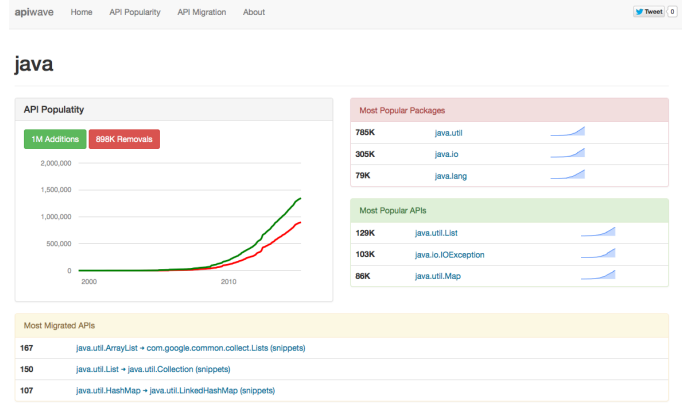 apiwave Home API Popularity API Migration About Tweet 0
java
API Populatity
1M Additions 898K Removals
2,000,000
1,500,000
1,000,000
500,000
0
2000 2010
Most Popular Packages
785K java.util
305K java.io
79K java.lang
Most Popular APIs
129K java.util.List
103K java.io.IOException
86K java.util.Map
Most Migrated APIs
167 java.util.ArrayList → com.google.common.collect.Lists (snippets)
150 java.util.List → java.util.Collection (snippets)
107 java.util.HashMap → java.util.LinkedHashMap (snippets)